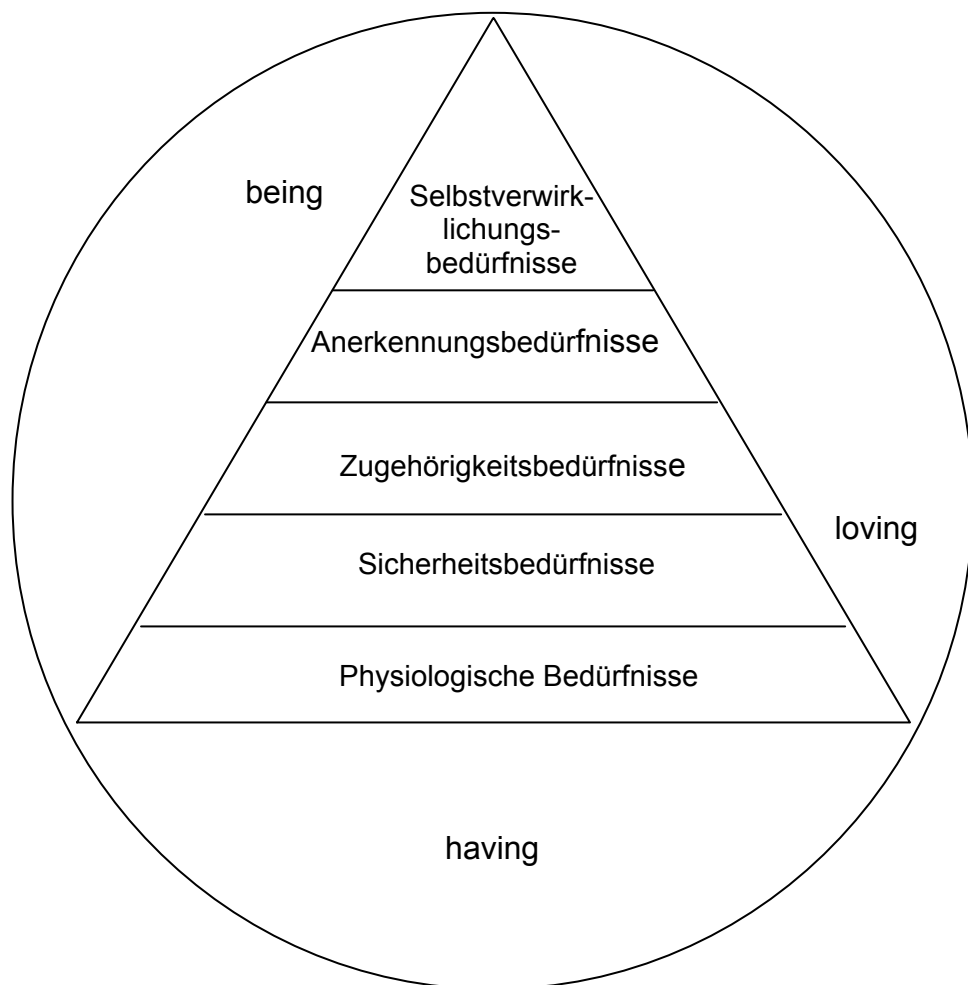 being
Selbstverwirk-
lichungs-
bedürfnisse
Anerkennungsbedürfnisse
Zugehörigkeitsbedürfnisse
loving
Sicherheitsbedürfnisse
Physiologische Bedürfnisse
having